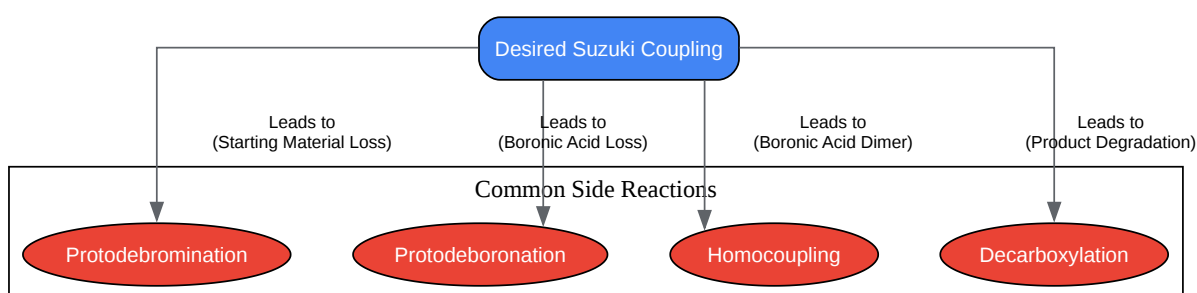 Desired Suzuki Coupling
Leads to
(Starting Material Loss)
Leads to
(Boronic Acid Loss)
Leads to
(Boronic Acid Dimer)
Leads to
(Product Degradation)
Common Side Reactions
Protodebromination
Protodeboronation
Homocoupling
Decarboxylation